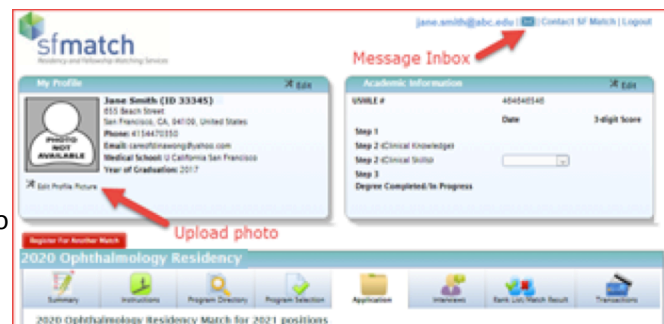 jane.smith@abc.edu | | Contact SF Match | Logout
sfmatch
Residency and Fellowship Matching Services
Message Inbox
My Profile
Edit
Jane Smith (ID 33345)
655 Beach Street
San Francisco, CA, 94109, United States
Phone: 4154470350
Medical School: U California San Francisco
Year of Graduation: 2017
PHOTO
NOT
AVAILABLE
Edit Profile Picture
Academic Information
Edit
USMLE #
Date
3-digit Score
Step 1
Step 2 (Clinical Knowledge)
Step 2 (Clinical Skills)
Step 3
Degree Completed/In Progress
o
Upload photo
Register For Another Match
2020 Ophthalmology Residency
Summary
Instructions
Program Directory
Program Selection
Application
Interviews
Rank List/Match Result
Transactions
2020 Ophthalmology Residency Match for 2021 positions